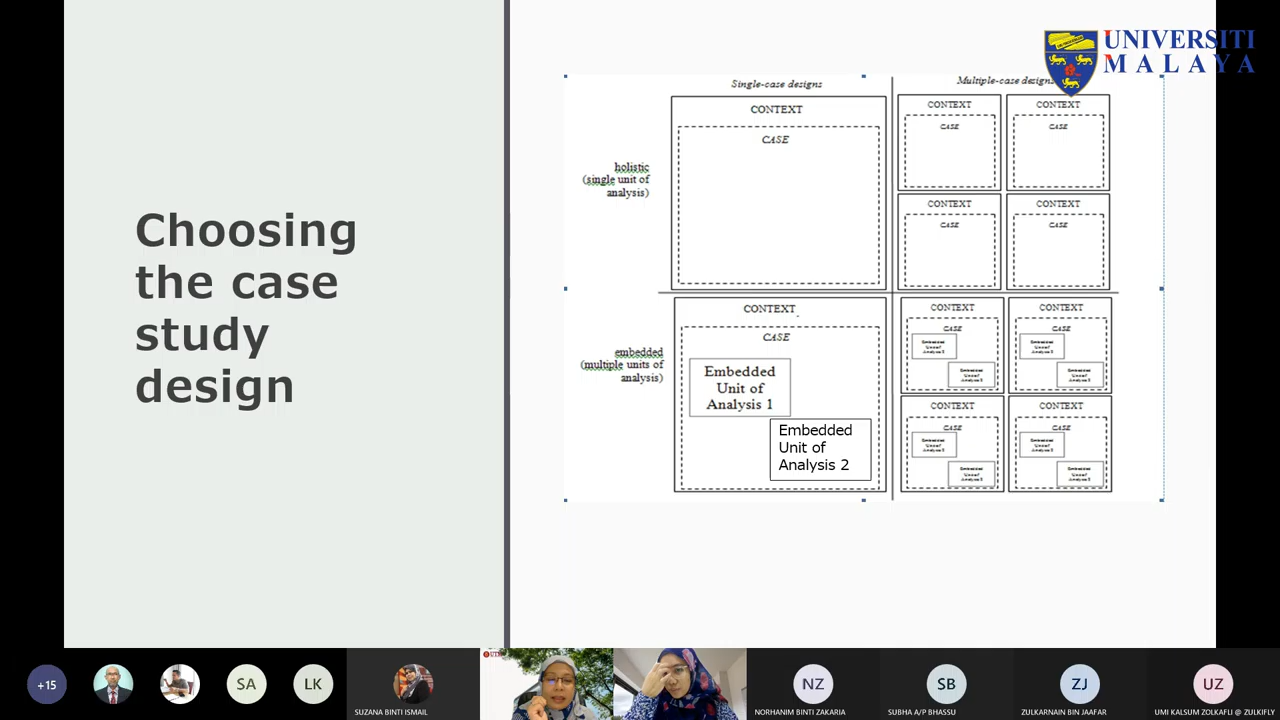 Choosing
the case
study
design
UNIVERSITI
MALAYA
Single-case designs
Multiple-case designs
CONTEXT
CASE
holistic
(single unit of
analysis)
CONTEXT
CASE
CONTEXT
CASE
CONTEXT
CASE
CONTEXT
CASE
CONTEXT
CASE
embedded
(multiple units of
analysis)
Embedded
Unit of
Analysis 1
Embedded
Unit of
Analysis 2
CONTEXT
CASE
CONTEXT
CASE
CONTEXT
CASE
CONTEXT
CASE
+15
SA
LK
SUZANA BINTI ISMAIL
NZ
NORHANIM BINTI ZAKARIA
SB
SUBHA A/P BHASSU
ZJ
ZULKARNAIN BIN JAAFAR
UZ
UMI KALSUM ZOLKAFLI @ ZULKIFLY